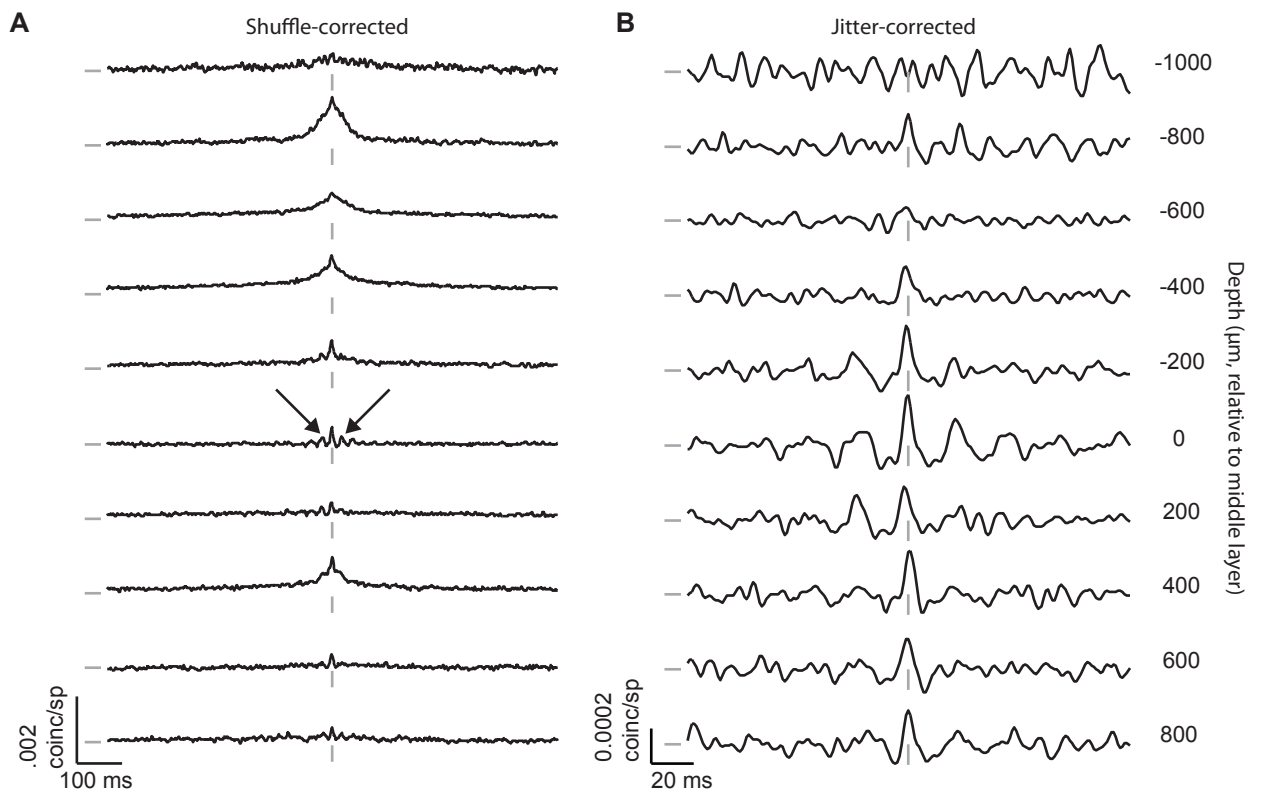 A
Shuffle-corrected
B
Jitter-corrected
-1000
-800
-600
-400
-200
0
200
400
600
800
Depth (µm, relative to middle layer)
.002
coinc/sp
100 ms
0.0002
coinc/sp
20 ms